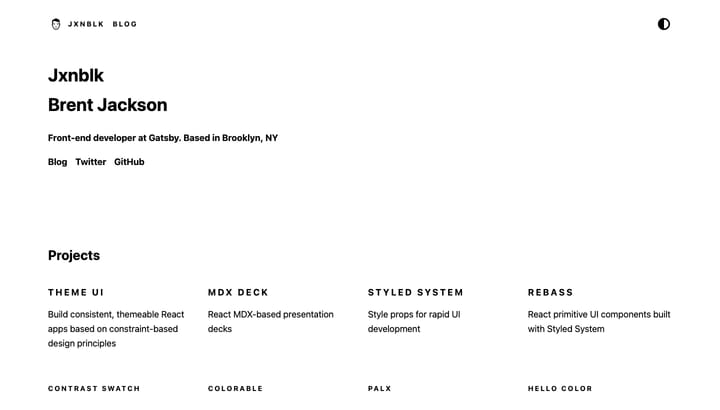 JXNBLK BLOG
Jxnblk
Brent Jackson
Front-end developer at Gatsby. Based in Brooklyn, NY
Blog Twitter GitHub
Projects
THEME UI
Build consistent, themeable React
apps based on constraint-based
design principles
MDX DECK
React MDX-based presentation
decks
STYLED SYSTEM
Style props for rapid UI
development
REBASS
React primitive UI components built
with Styled System
CONTRAST SWATCH
COLORABLE
PALX
HELLO COLOR